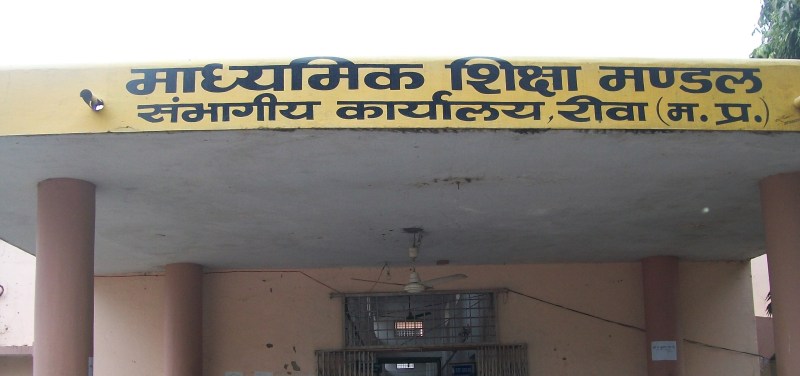 माध्यमिक शिक्षा मण्डल
संभागीय कार्यालय, रीवा (म. प्र.)